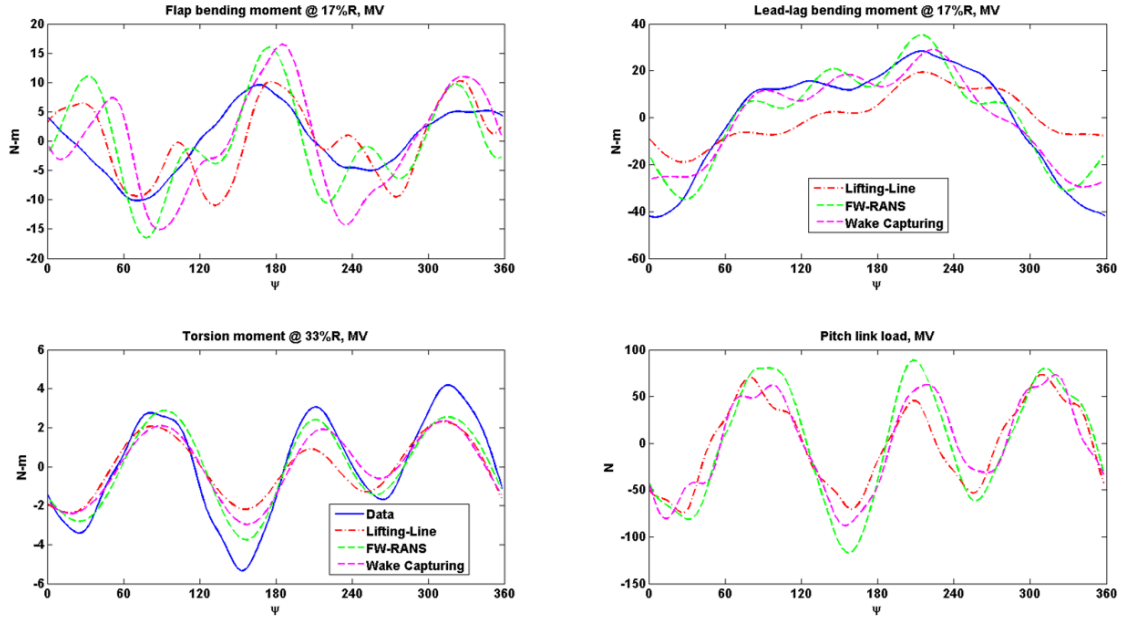 Flap bending moment @ 17%R, MV
20
15
10
5
0
-5
-10
-15
-20
N-m
0 60 120 180 240 300 360
ψ
Lead-lag bending moment @ 17%R, MV
40
20
0
-20
-40
-60
N-m
Lifting-Line
FW-RANS
Wake Capturing
0 60 120 180 240 300 360
ψ
Torsion moment @ 33%R, MV
6
4
2
0
-2
-4
-6
N-m
Data
Lifting-Line
FW-RANS
Wake Capturing
0 60 120 180 240 300 360
ψ
Pitch link load, MV
100
50
0
-50
-100
-150
N
0 60 120 180 240 300 360
ψ